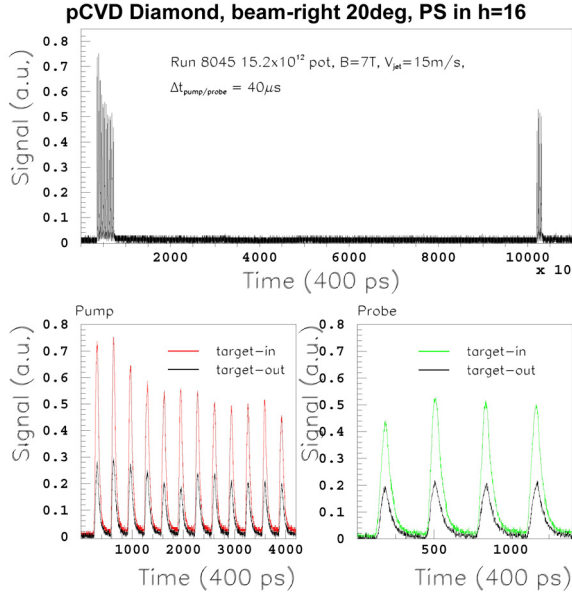 pCVD Diamond, beam-right 20deg, PS in h=16
Signal (a.u.)
0.8
0.7
0.6
0.5
0.4
0.3
0.2
0.1
0
Run 8045 15.2x10¹² pot, B=7T, Vjet=15m/s,
Δt pump/probe = 40μs
2000 4000 6000 8000 10000
x 10
Time (400 ps)
Pump
Signal (a.u.)
0.8
0.7
0.6
0.5
0.4
0.3
0.2
0.1
0
target-in
target-out
1000 2000 3000 4000
Time (400 ps)
Probe
Signal (a.u.)
0.8
0.7
0.6
0.5
0.4
0.3
0.2
0.1
0
target-in
target-out
500 1000
Time (400 ps)